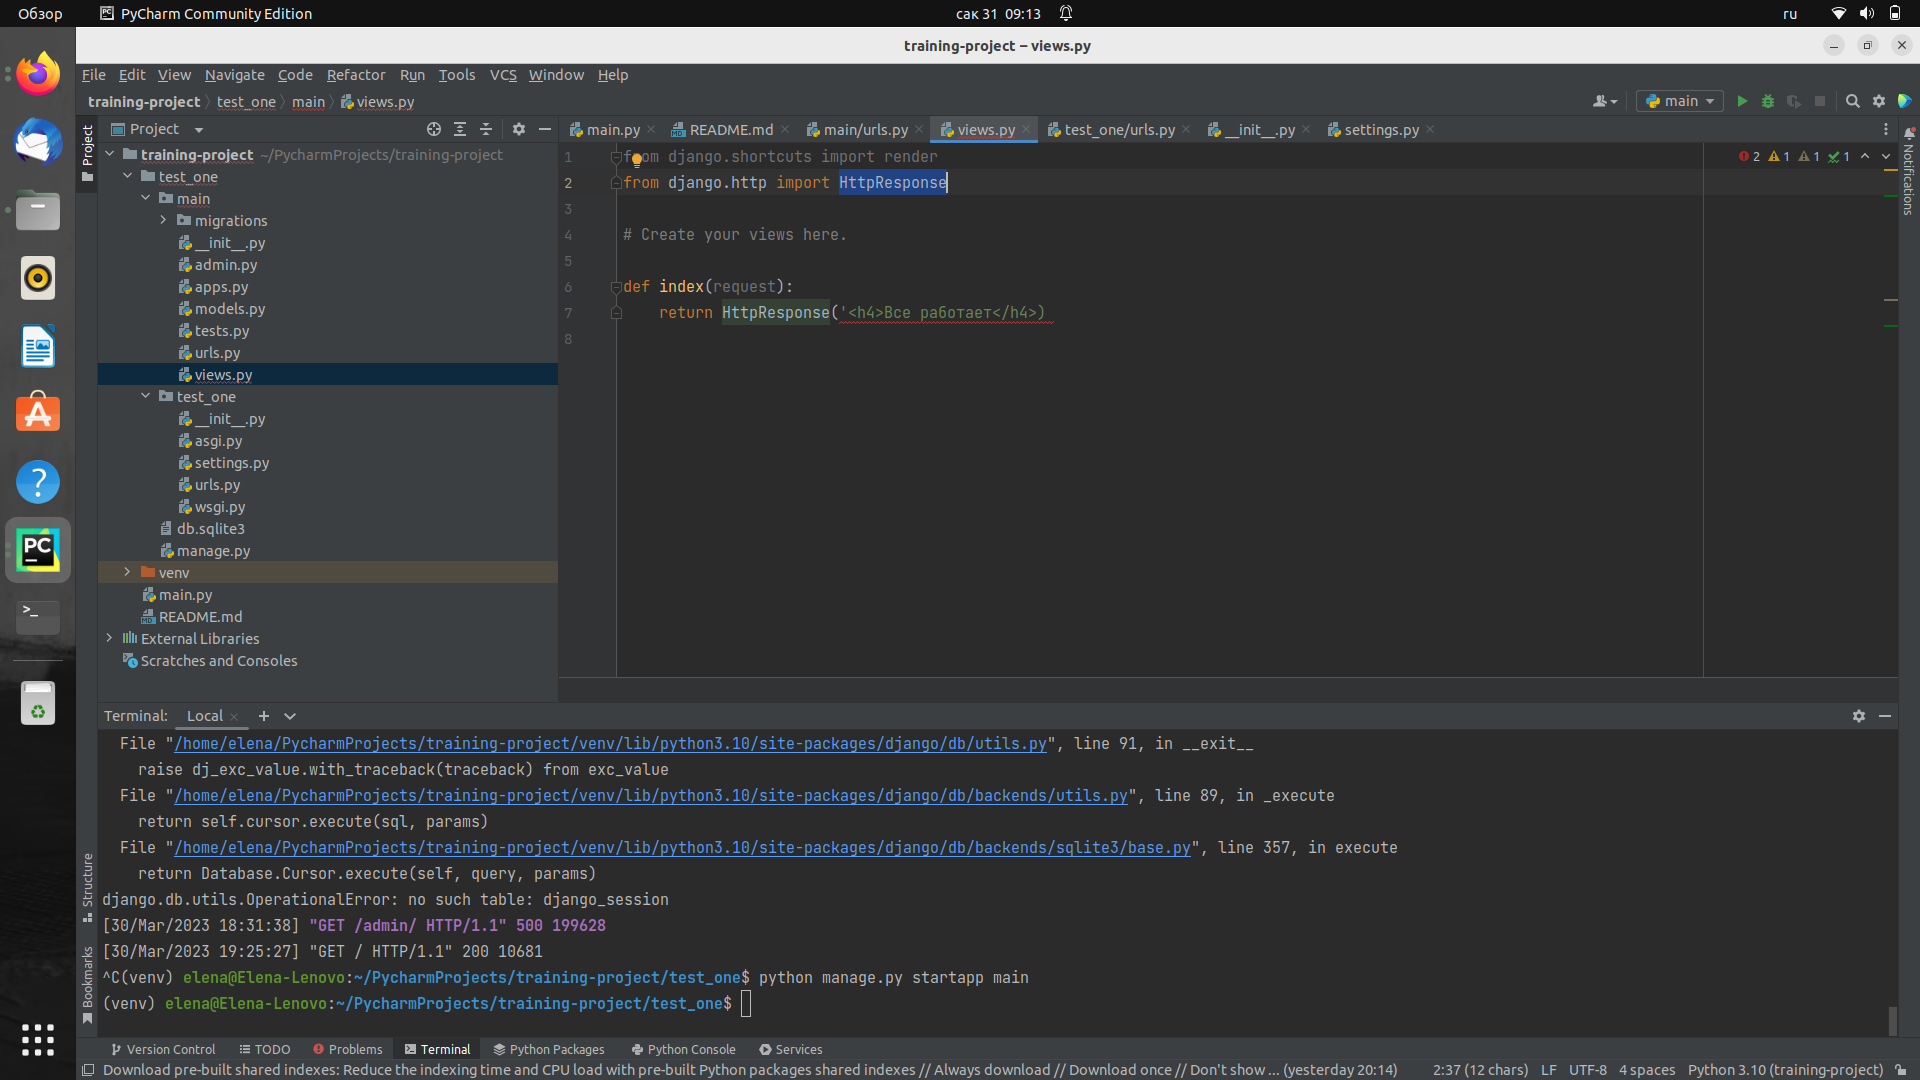 Обзор PyCharm Community Edition сак 31 09:13 ru
training-project – views.py
File Edit View Navigate Code Refactor Run Tools VCS Window Help
training-project test_one main views.py main
Project
main.py README.md main/urls.py views.py test_one/urls.py __init__.py settings.py
Project
Notifications
training-project ~/PycharmProjects/training-project
test_one
main
migrations
__init__.py
admin.py
apps.py
models.py
tests.py
urls.py
views.py
test_one
__init__.py
asgi.py
settings.py
urls.py
wsgi.py
db.sqlite3
manage.py
venv
main.py
README.md
External Libraries
Scratches and Consoles
2 1 1 1
1 from django.shortcuts import render
2 from django.http import HttpResponse
3
4 # Create your views here.
5
6 def index(request):
7 return HttpResponse('<h4>Все работает</h4>)
8
Terminal: Local
File "/home/elena/PycharmProjects/training-project/venv/lib/python3.10/site-packages/django/db/utils.py", line 91, in __exit__
raise dj_exc_value.with_traceback(traceback) from exc_value
File "/home/elena/PycharmProjects/training-project/venv/lib/python3.10/site-packages/django/db/backends/utils.py", line 89, in _execute
return self.cursor.execute(sql, params)
File "/home/elena/PycharmProjects/training-project/venv/lib/python3.10/site-packages/django/db/backends/sqlite3/base.py", line 357, in execute
return Database.Cursor.execute(self, query, params)
django.db.utils.OperationalError: no such table: django_session
[30/Mar/2023 18:31:38] "GET /admin/ HTTP/1.1" 500 199628
[30/Mar/2023 19:25:27] "GET / HTTP/1.1" 200 10681
^C(venv) elena@Elena-Lenovo:~/PycharmProjects/training-project/test_one$ python manage.py startapp main
(venv) elena@Elena-Lenovo:~/PycharmProjects/training-project/test_one$
Structure
Bookmarks
Version Control TODO Problems Terminal Python Packages Python Console Services
Download pre-built shared indexes: Reduce the indexing time and CPU load with pre-built Python packages shared indexes // Always download // Download once // Don't show ... (yesterday 20:14) 2:37 (12 chars) LF UTF-8 4 spaces Python 3.10 (training-project)